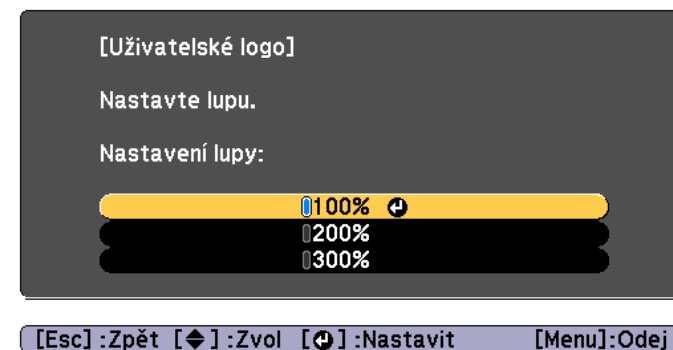 [Uživatelské logo]
Nastavte lupu.
Nastavení lupy:
100%
200%
300%
[Esc] :Zpět [◆] :Zvol [↵] :Nastavit [Menu]:Odej